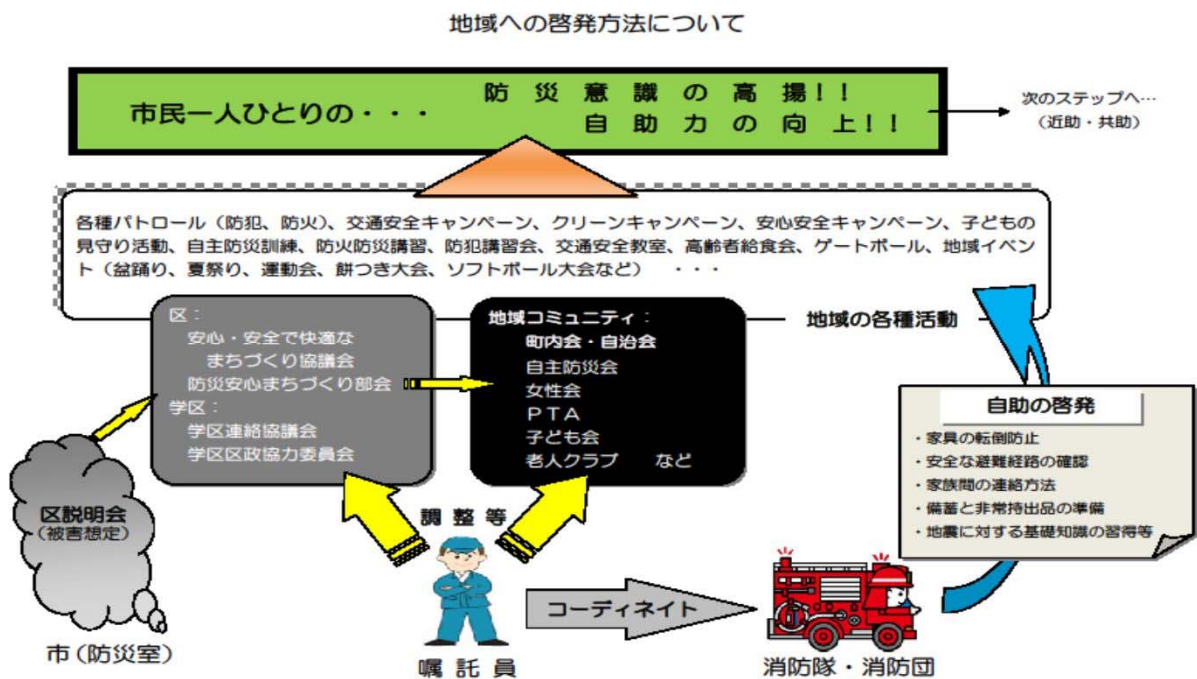 地域への啓発方法について
市民一人ひとりの・・・
防災意識の高揚!!
自助力の向上!!
次のステップへ…
(近助・共助)
各種パトロール(防犯、防火)、交通安全キャンペーン、クリーンキャンペーン、安心安全キャンペーン、子どもの
見守り活動、自主防災訓練、防火防災講習、防犯講習会、交通安全教室、高齢者給食会、ゲートボール、地域イベン
ト(盆踊り、夏祭り、運動会、餅つき大会、ソフトボール大会など) ・・・
地域の各種活動
区:
安心・安全で快適な
まちづくり協議会
防災安心まちづくり部会
学区:
学区連絡協議会
学区区政協力委員会
地域コミュニティ:
町内会・自治会
自主防災会
女性会
PTA
子ども会
老人クラブ など
自助の啓発
・家具の転倒防止
・安全な避難経路の確認
・家族間の連絡方法
・備蓄と非常持出品の準備
・地震に対する基礎知識の習得等
区説明会
(被害想定)
市(防災室)
調整等
嘱託員
コーディネイト
消防隊・消防団